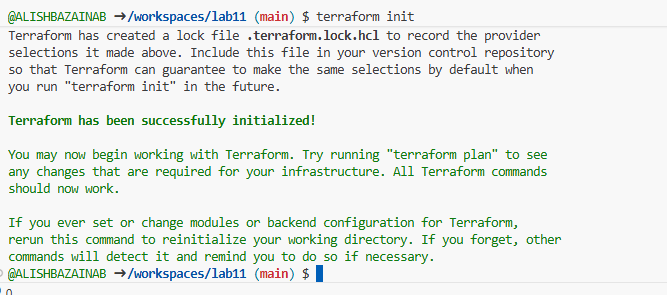 @ALISHBAZAINAB ➜/workspaces/lab11 (main) $ terraform init
Terraform has created a lock file .terraform.lock.hcl to record the provider
selections it made above. Include this file in your version control repository
so that Terraform can guarantee to make the same selections by default when
you run "terraform init" in the future.
Terraform has been successfully initialized!
You may now begin working with Terraform. Try running "terraform plan" to see
any changes that are required for your infrastructure. All Terraform commands
should now work.
If you ever set or change modules or backend configuration for Terraform,
rerun this command to reinitialize your working directory. If you forget, other
commands will detect it and remind you to do so if necessary.
@ALISHBAZAINAB ➜/workspaces/lab11 (main) $